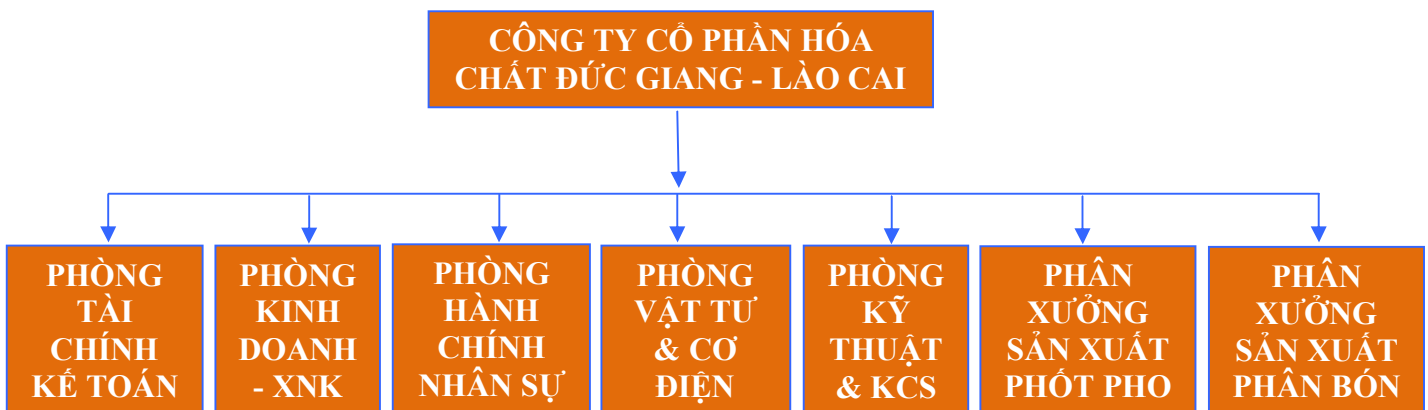 CÔNG TY CỔ PHẦN HÓA
CHẤT ĐỨC GIANG - LÀO CAI
PHÒNG
TÀI
CHÍNH
KẾ TOÁN
PHÒNG
KINH
DOANH
- XNK
PHÒNG
HÀNH
CHÍNH
NHÂN SỰ
PHÒNG
VẬT TƯ
& CƠ
ĐIỆN
PHÒNG
KỸ
THUẬT
& KCS
PHÂN
XƯỞNG
SẢN XUẤT
PHỐT PHO
PHÂN
XƯỞNG
SẢN XUẤT
PHÂN BÓN